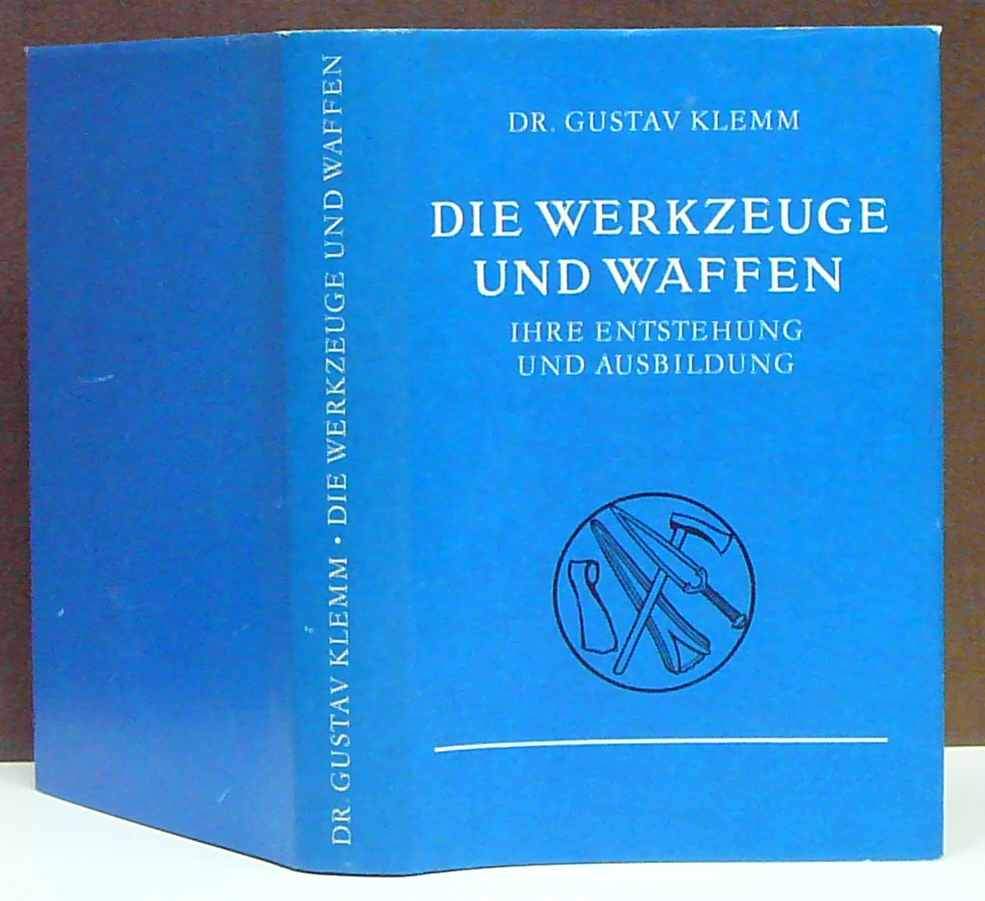 DR. GUSTAV KLEMM • DIE WERKZEUGE UND WAFFEN
DR. GUSTAV KLEMM
DIE WERKZEUGE
UND WAFFEN
IHRE ENTSTEHUNG
UND AUSBILDUNG